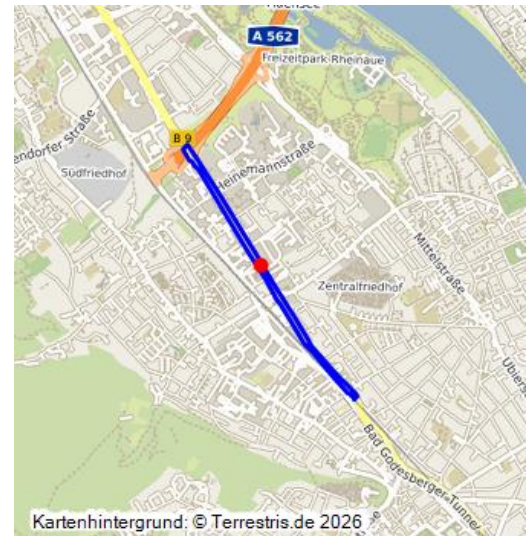 A 562
Freizeitpark-Rheinaue
B 9
Südfriedhof
Heinemannstraße
Mittelstraße
Zentralfriedhof
Bad Godesberger-Tunnel
Kartenhintergrund: © Terrestris.de 2026